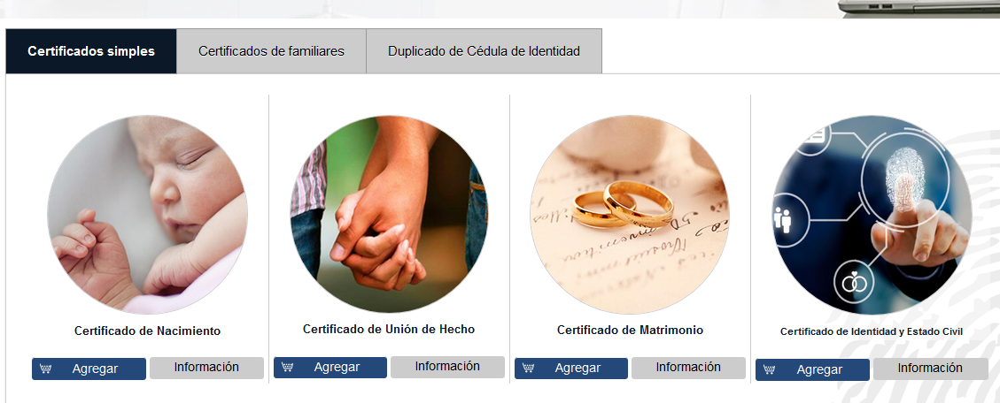 Certificados simples
Certificados de familiares
Duplicado de Cédula de Identidad
Certificado de Nacimiento
Certificado de Unión de Hecho
Certificado de Matrimonio
Certificado de Identidad y Estado Civil
Agregar
Información
Agregar
Información
Agregar
Información
Agregar
Información